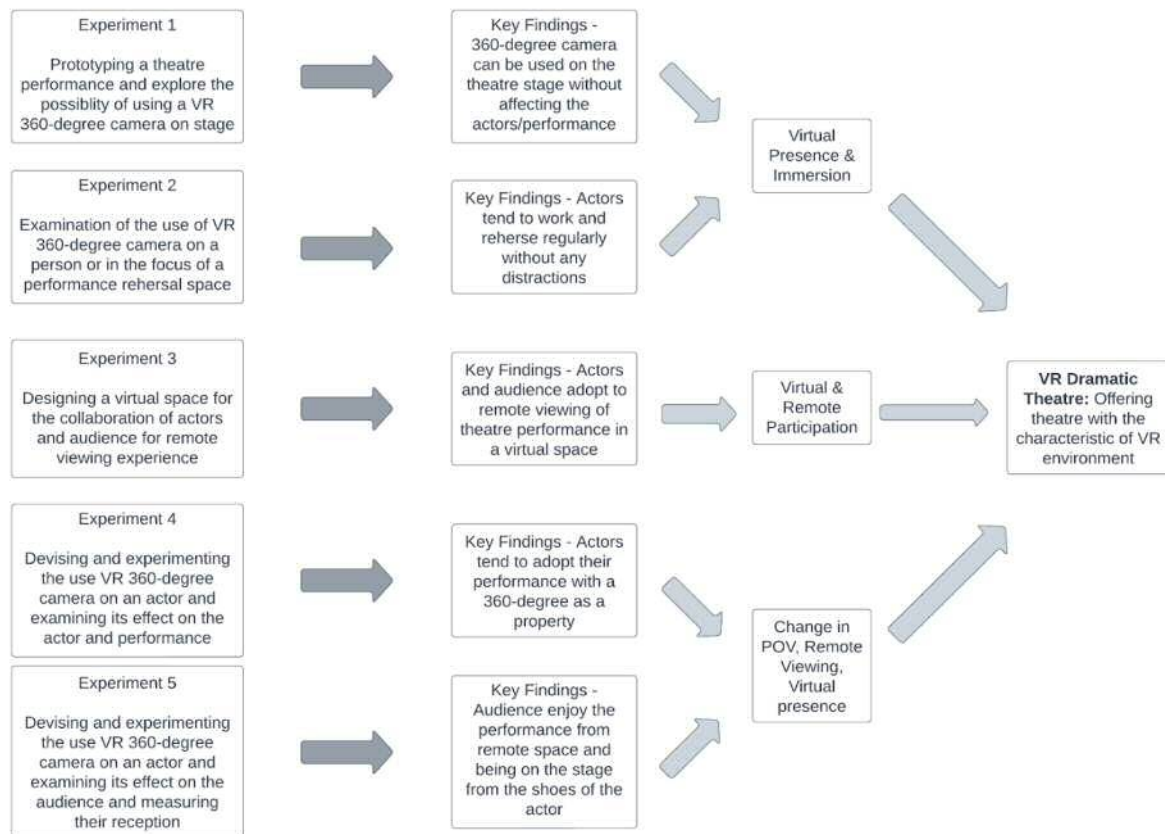 Experiment 1
Prototyping a theatre
performance and explore the
possiblity of using a VR
360-degree camera on stage
Key Findings -
360-degree camera
can be used on the
theatre stage without
affecting the
actors/performance
Experiment 2
Examination of the use of VR
360-degree camera on a
person or in the focus of a
performance rehersal space
Key Findings - Actors
tend to work and
reherse regularly
without any
distractions
Virtual
Presence &
Immersion
Experiment 3
Designing a virtual space for
the collaboration of actors
and audience for remote
viewing experience
Key Findings - Actors
and audience adopt to
remote viewing of
theatre performance in
a virtual space
Virtual &
Remote
Participation
VR Dramatic
Theatre: Offering
theatre with the
characteristic of VR
environment
Experiment 4
Devising and experimenting
the use VR 360-degree
camera on an actor and
examining its effect on the
actor and performance
Key Findings - Actors
tend to adopt their
performance with a
360-degree as a
property
Experiment 5
Devising and experimenting
the use VR 360-degree
camera on an actor and
examining its effect on the
audience and measuring
their reception
Key Findings -
Audience enjoy the
performance from
remote space and
being on the stage
from the shoes of the
actor
Change in
POV, Remote
Viewing,
Virtual
presence